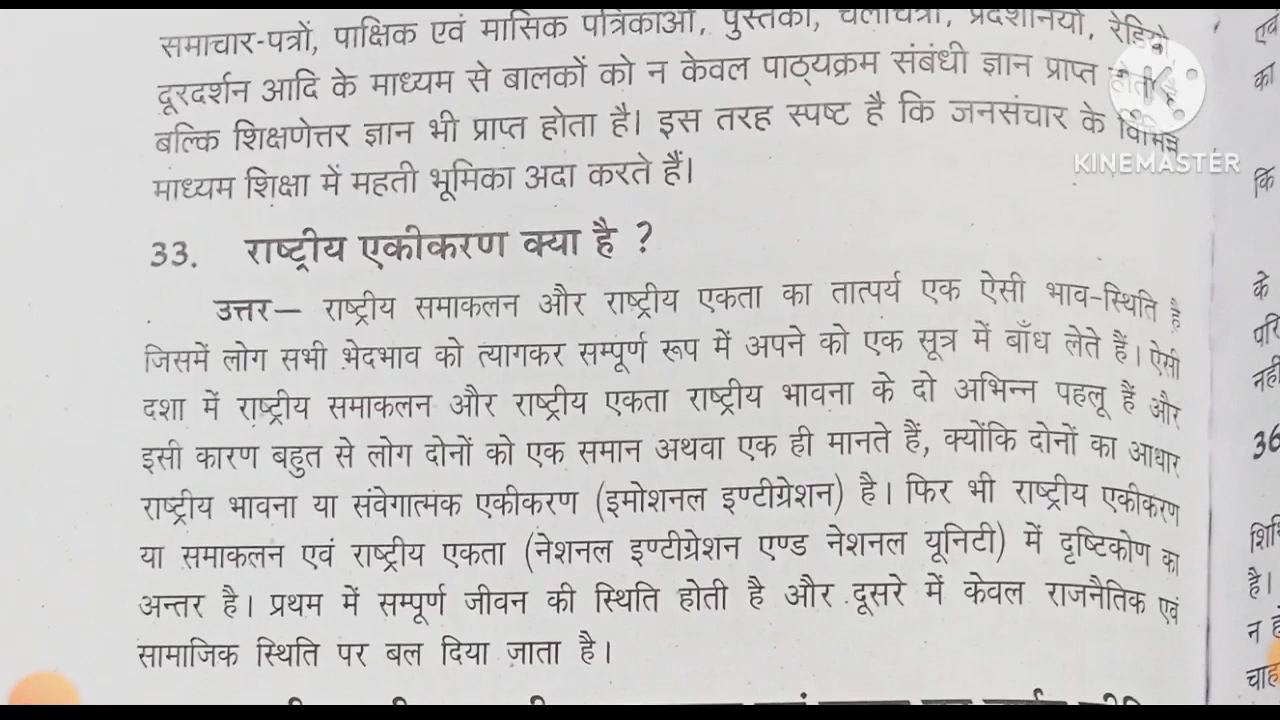 समाचार-पत्रों, पाक्षिक एवं मासिक पत्रिकाओं, पुस्तकों, चलचित्रों, प्रदर्शनियों, रेडियो,
दूरदर्शन आदि के माध्यम से बालकों को न केवल पाठ्यक्रम संबंधी ज्ञान प्राप्त होती है
बल्कि शिक्षणेत्तर ज्ञान भी प्राप्त होता है। इस तरह स्पष्ट है कि जनसंचार के विभिन्न
माध्यम शिक्षा में महती भूमिका अदा करते हैं।
KINEMASTER
33. राष्ट्रीय एकीकरण क्या है ?
उत्तर— राष्ट्रीय समाकलन और राष्ट्रीय एकता का तात्पर्य एक ऐसी भाव-स्थिति है
जिसमें लोग सभी भेदभाव को त्यागकर सम्पूर्ण रूप में अपने को एक सूत्र में बाँध लेते हैं। ऐसी
दशा में राष्ट्रीय समाकलन और राष्ट्रीय एकता राष्ट्रीय भावना के दो अभिन्न पहलू हैं और
इसी कारण बहुत से लोग दोनों को एक समान अथवा एक ही मानते हैं, क्योंकि दोनों का आधार
राष्ट्रीय भावना या संवेगात्मक एकीकरण (इमोशनल इण्टीग्रेशन) है। फिर भी राष्ट्रीय एकीकरण
या समाकलन एवं राष्ट्रीय एकता (नेशनल इण्टीग्रेशन एण्ड नेशनल यूनिटी) में दृष्टिकोण का
अन्तर है। प्रथम में सम्पूर्ण जीवन की स्थिति होती है और दूसरे में केवल राजनैतिक एवं
सामाजिक स्थिति पर बल दिया जाता है।
एवं
का
कि
के
परि
नहीं
36
है।
न
चाह